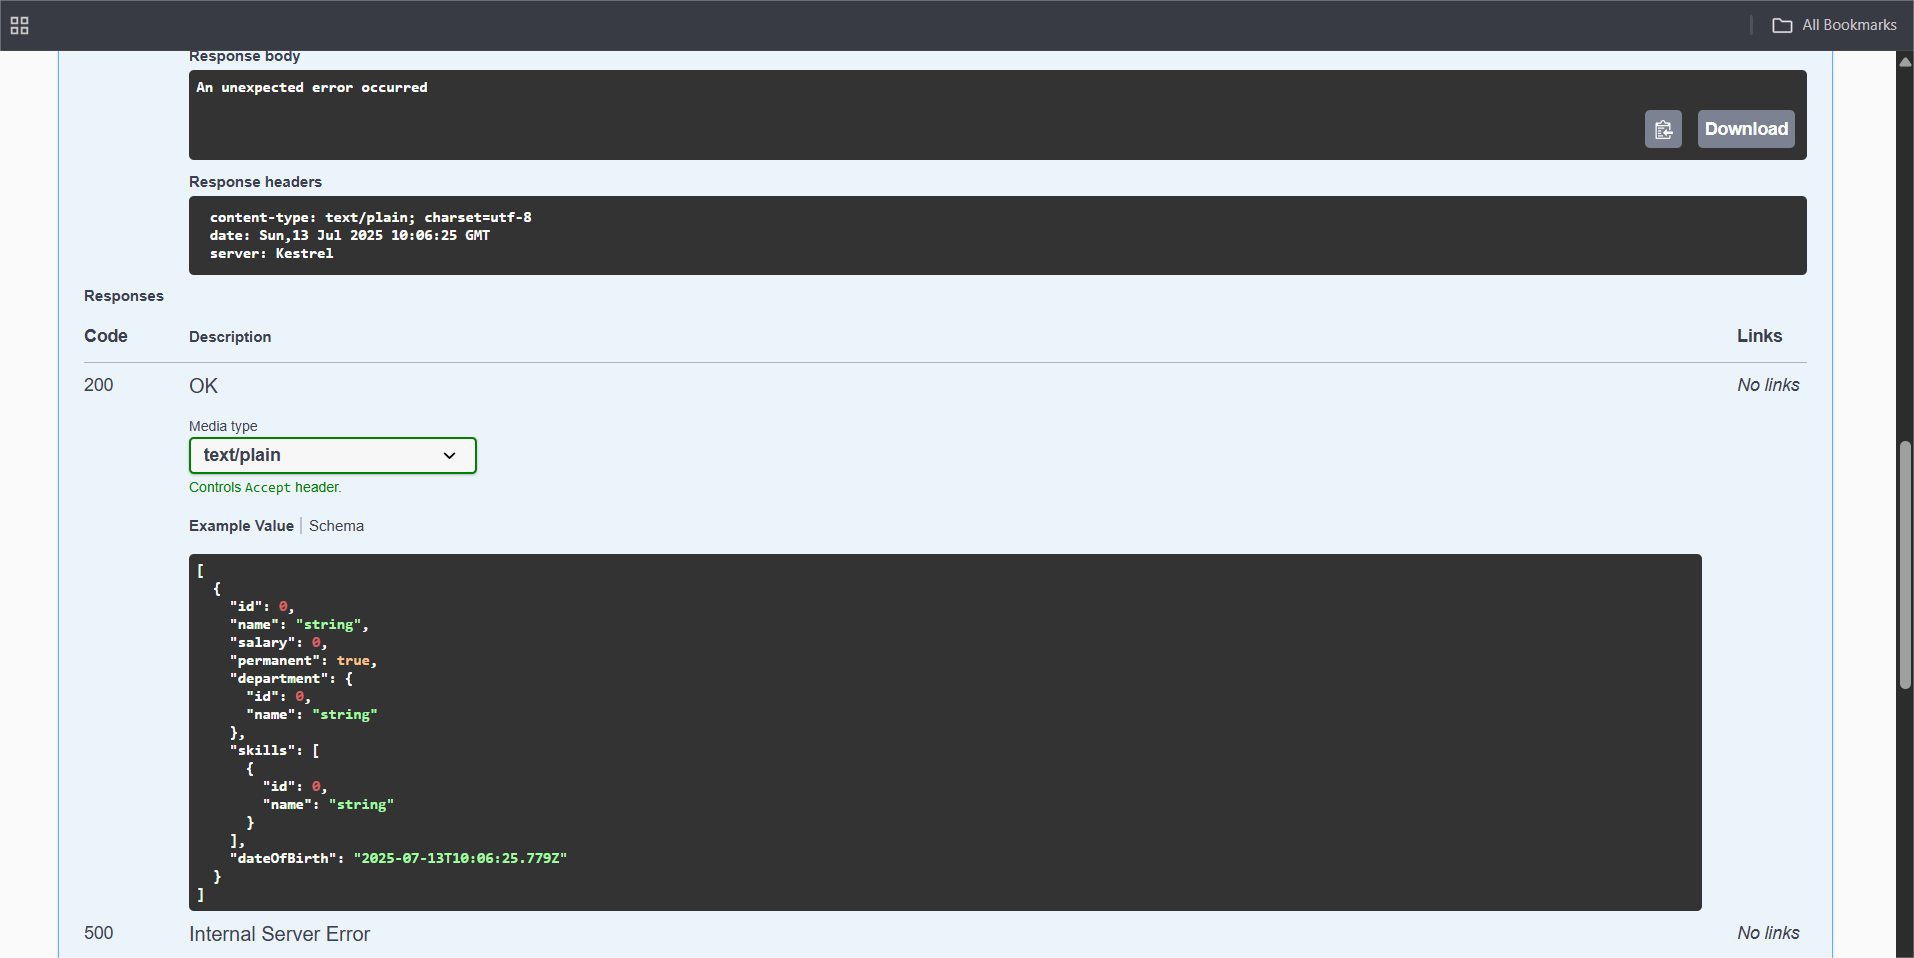 All Bookmarks
Response body
An unexpected error occurred
Download
Response headers
content-type: text/plain; charset=utf-8
date: Sun,13 Jul 2025 10:06:25 GMT
server: Kestrel
Responses
Code Description Links
200 OK No links
Media type
text/plain
Controls Accept header.
Example Value | Schema
[
  {
    "id": 0,
    "name": "string",
    "salary": 0,
    "permanent": true,
    "department": {
      "id": 0,
      "name": "string"
    },
    "skills": [
      {
        "id": 0,
        "name": "string"
      }
    ],
    "dateOfBirth": "2025-07-13T10:06:25.779Z"
  }
]
500 Internal Server Error No links